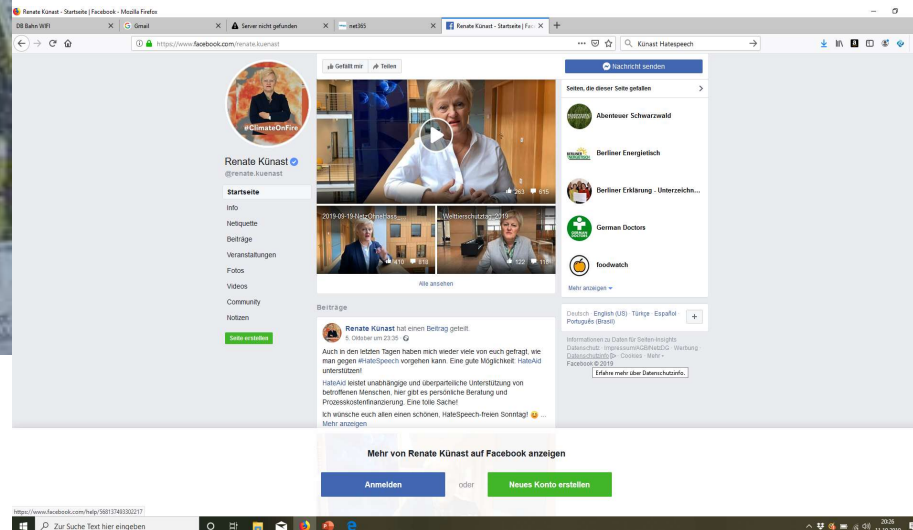 Renate Künast - Startseite | Facebook - Mozilla Firefox
DB Bahn WIFI
Gmail
Server nicht gefunden
net365
Renate Künast - Startseite | Fac
https://www.facebook.com/renate.kuenast
Künast Hatespeech
Gefällt mir
Teilen
Nachricht senden
#ClimateOnFire
Renate Künast
@renate.kuenast
Startseite
Info
Netiquette
Beiträge
Veranstaltungen
Fotos
Videos
Community
Notizen
Seite erstellen
263 615
2019-09-19-NetzOhneHass
410 818
Welttierschutztag, 2019
122
Alle ansehen
Beiträge
Renate Künast hat einen Beitrag geteilt.
5. Oktober um 23:35 ·
Auch in den letzten Tagen haben mich wieder viele von euch gefragt, wie
man gegen #HateSpeech vorgehen kann. Eine gute Möglichkeit: HateAid
unterstützen!
HateAid leistet unabhängige und überparteiliche Unterstützung von
betroffenen Menschen, hier gibt es persönliche Beratung und
Prozesskostenfinanzierung. Eine tolle Sache!
Ich wünsche euch allen einen schönen, HateSpeech-freien Sonntag! 😀 ...
Mehr anzeigen
Seiten, die dieser Seite gefallen
Abenteuer Schwarzwald
Berliner Energietisch
Berliner Erklärung - Unterzeichn...
German Doctors
foodwatch
Mehr anzeigen
Deutsch · English (US) · Türkçe · Español ·
Português (Brasil)
Informationen zu Daten für Seiten-Insights
Datenschutz · Impressum/AGB/NetzDG · Werbung ·
Datenschutzinfo · Cookies · Mehr
Facebook © 2019
Erfahre mehr über Datenschutzinfo.
Mehr von Renate Künast auf Facebook anzeigen
Anmelden
oder
Neues Konto erstellen
https://www.facebook.com/help/568137493302217
Zur Suche Text hier eingeben
20:26